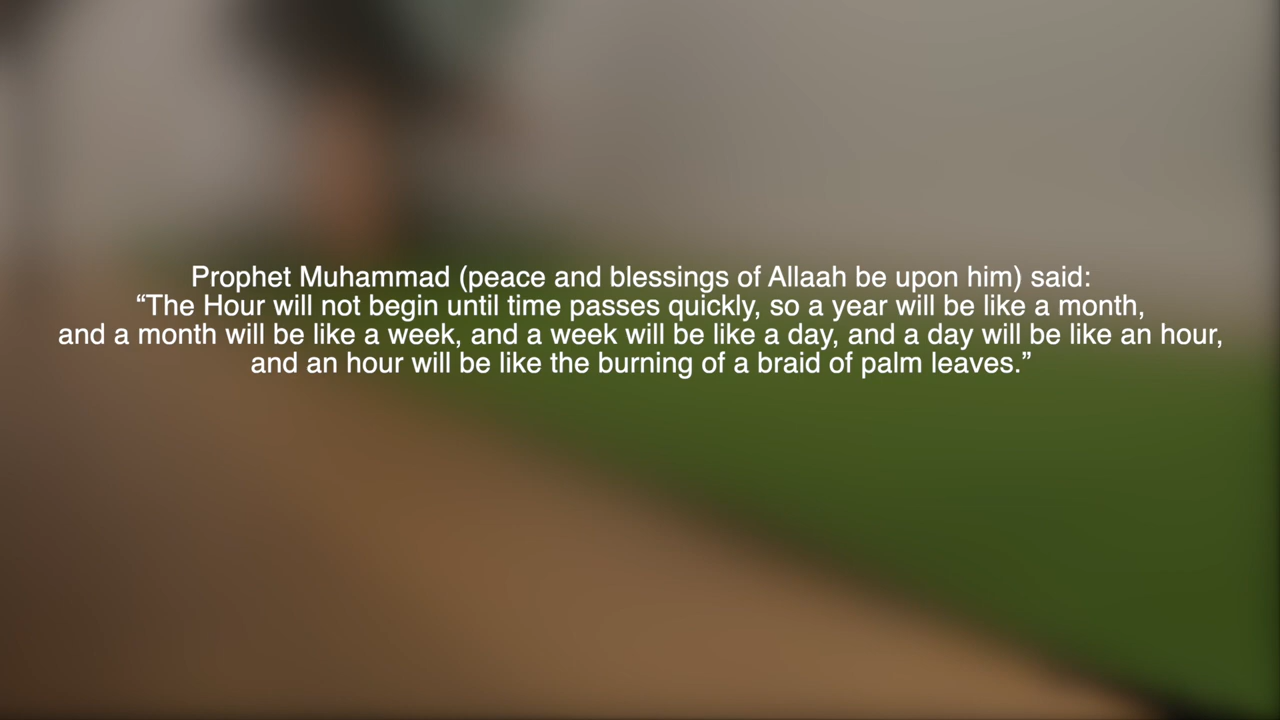 Prophet Muhammad (peace and blessings of Allaah be upon him) said:
“The Hour will not begin until time passes quickly, so a year will be like a month,
and a month will be like a week, and a week will be like a day, and a day will be like an hour,
and an hour will be like the burning of a braid of palm leaves.”